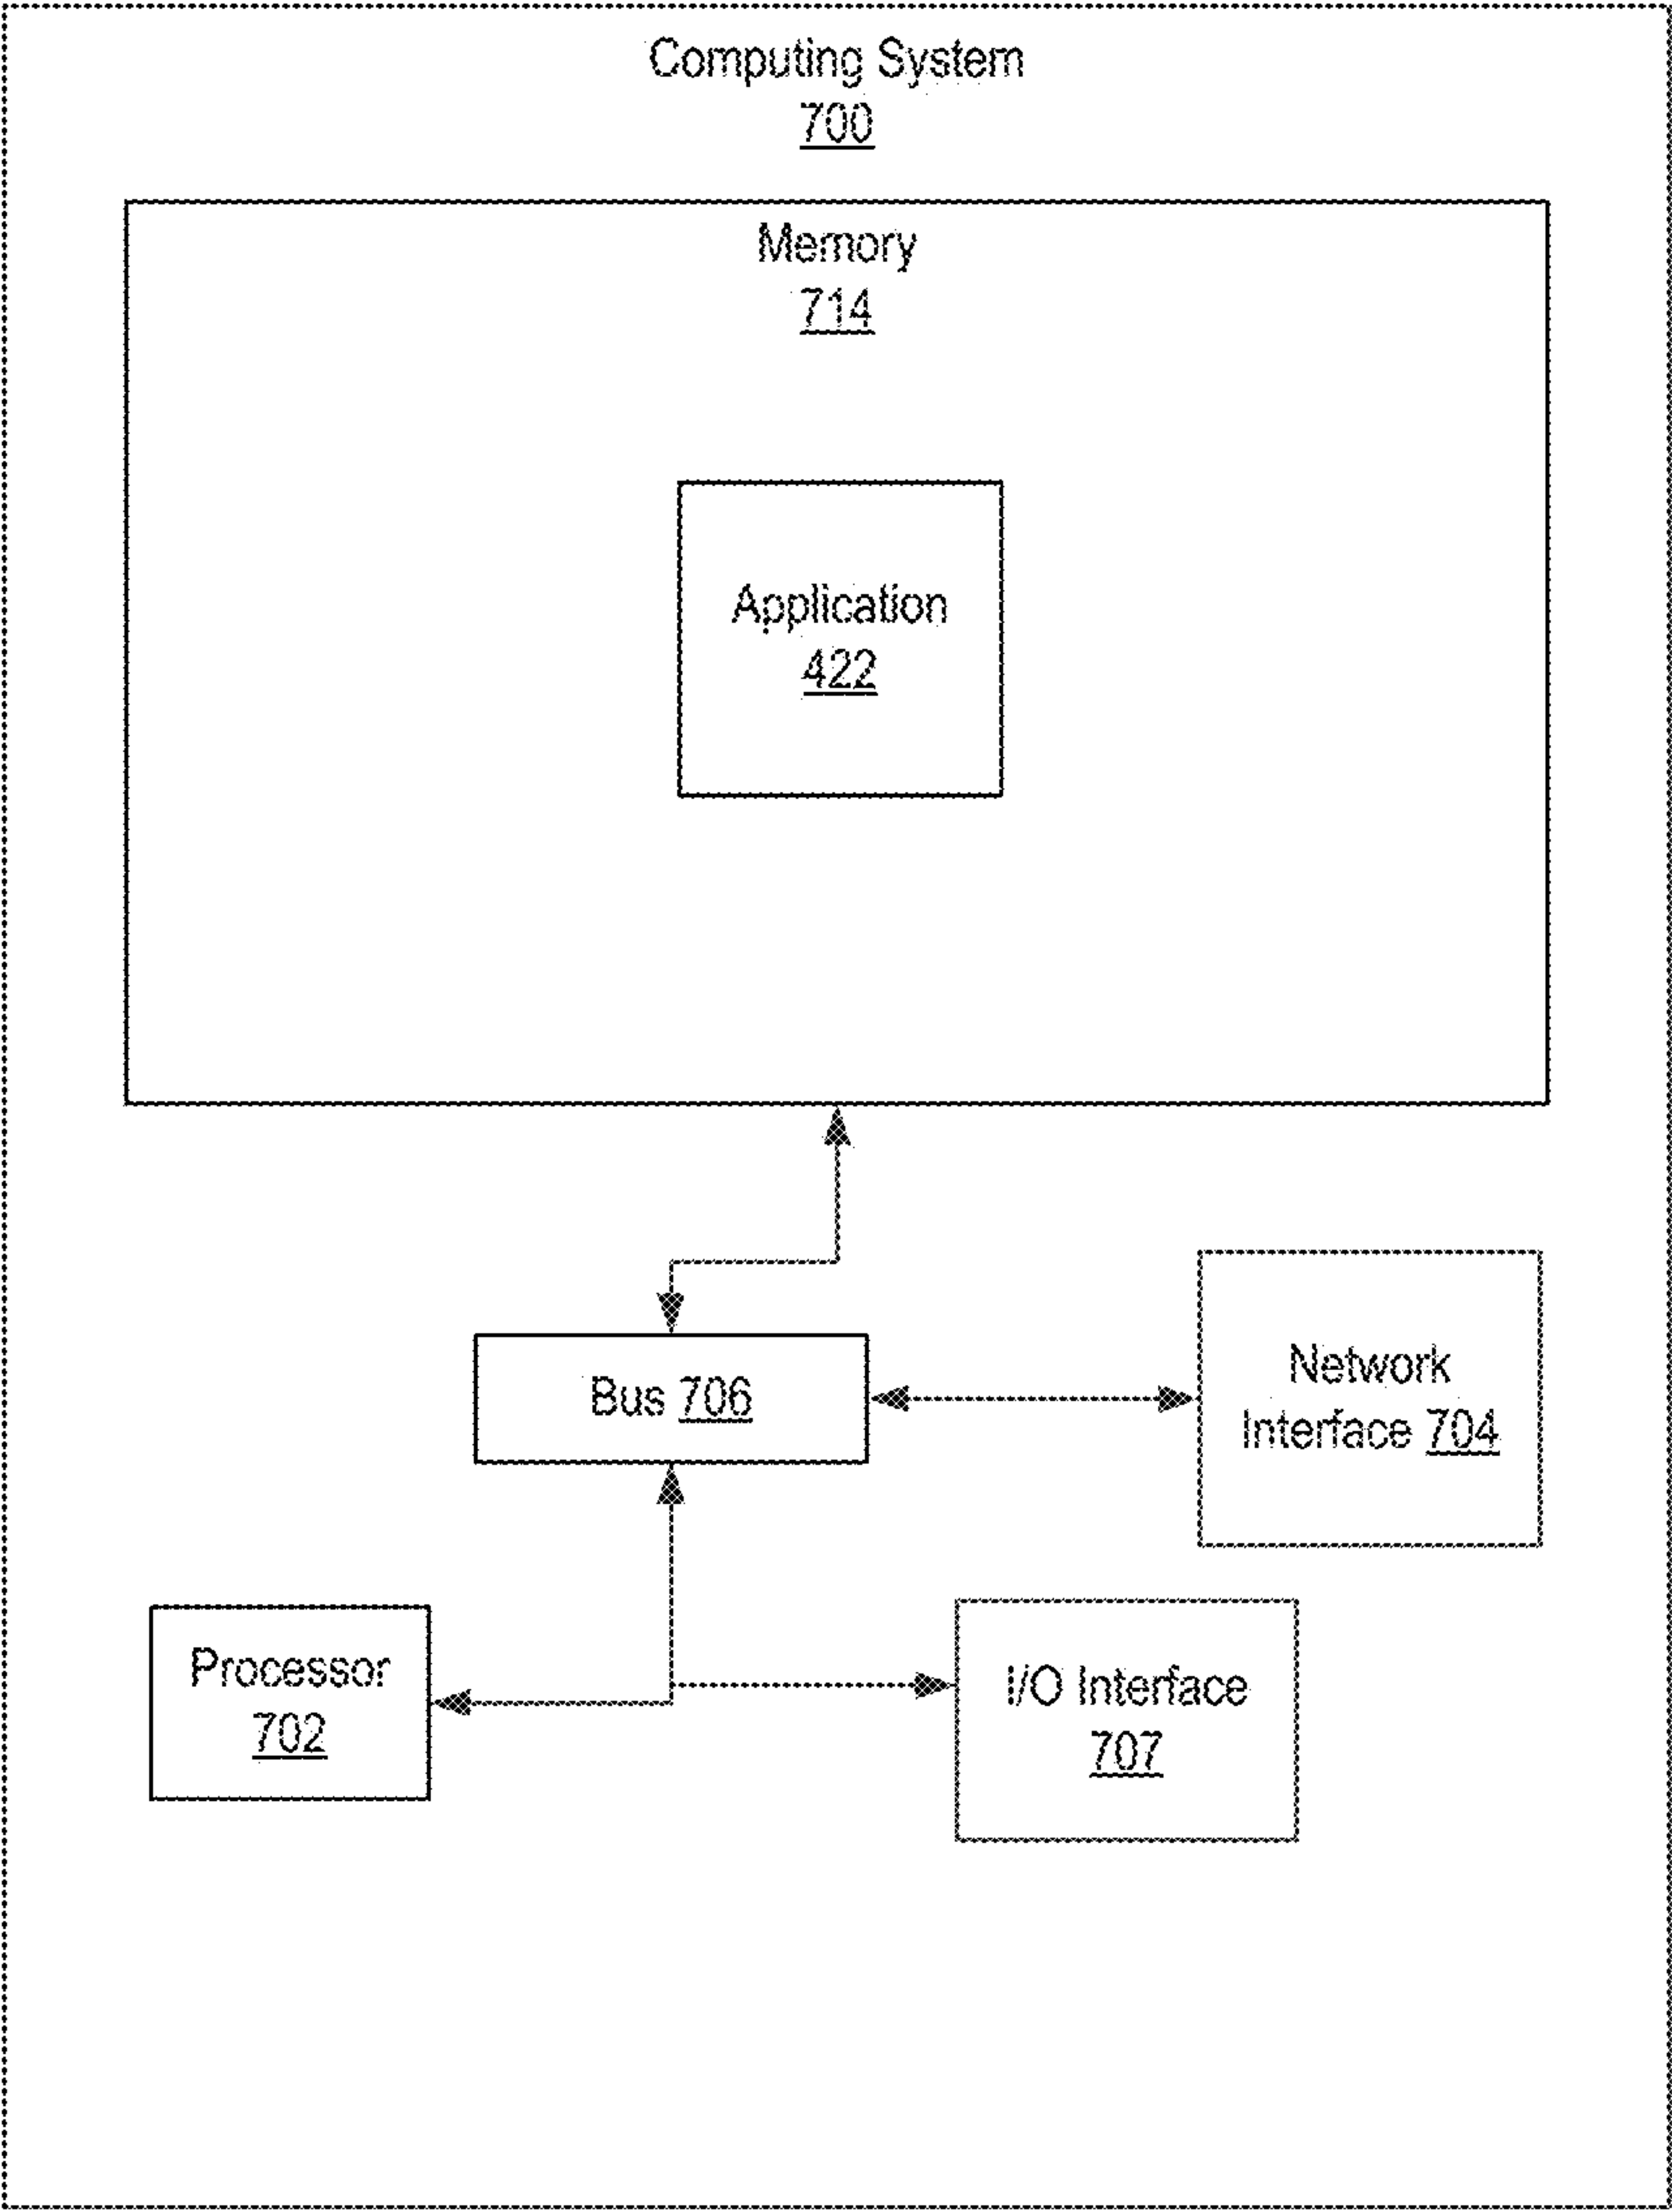 Computing System
700
Memory
714
Application
422
Bus 706
Network
Interface 704
Processor
702
I/O Interface
707